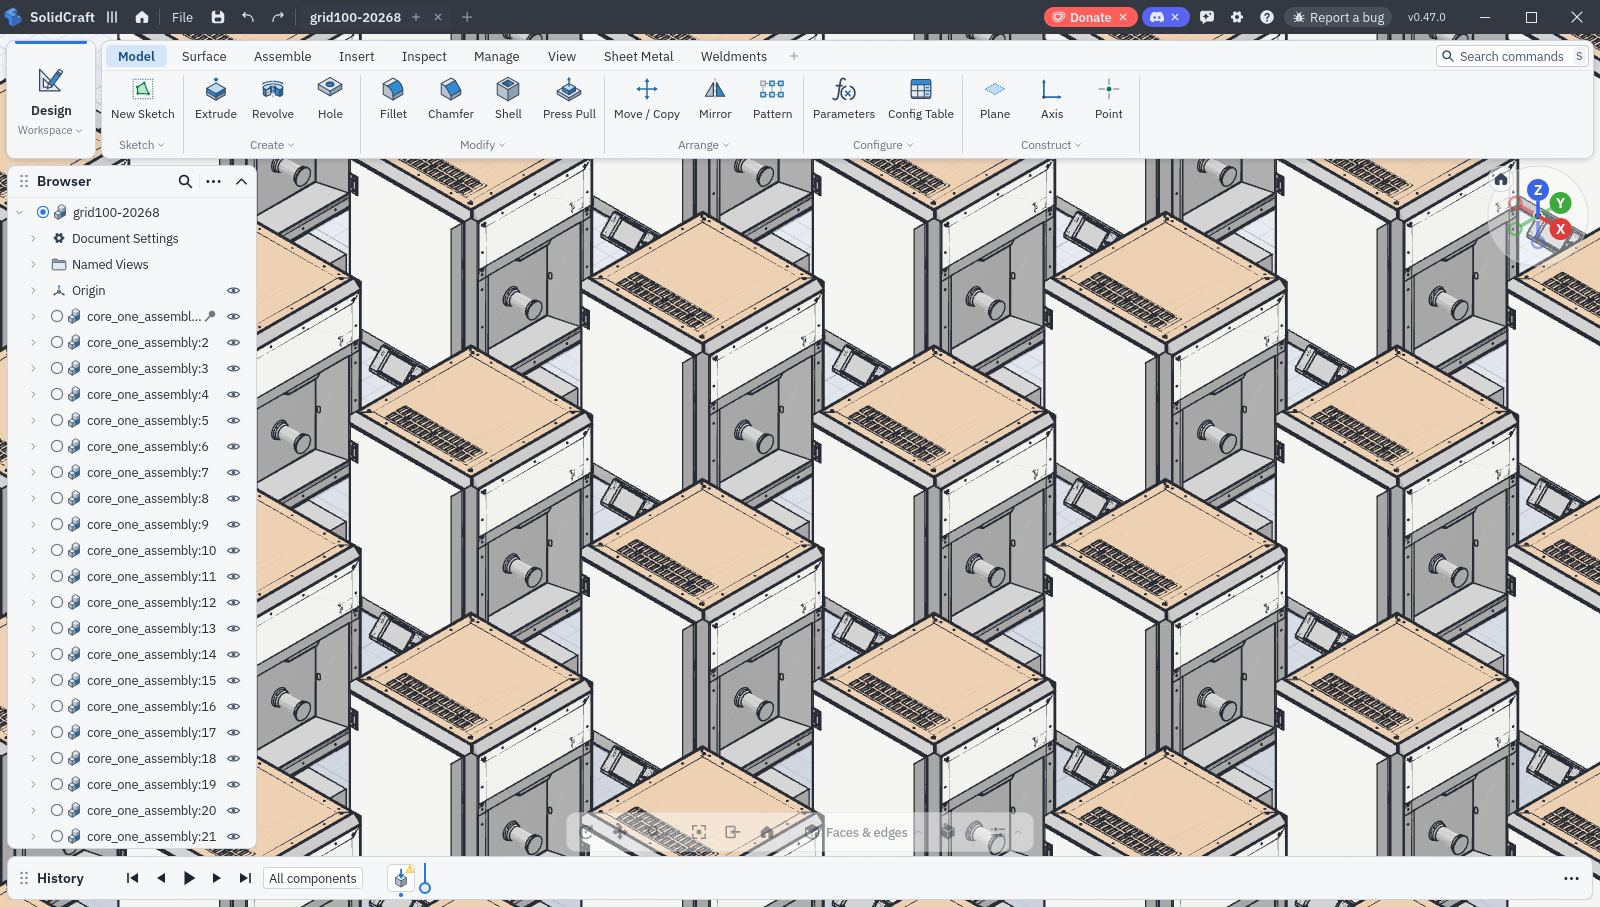 SolidCraft
File
grid100-20268
Donate
Report a bug
v0.47.0
Design
Workspace
Model
Surface
Assemble
Insert
Inspect
Manage
View
Sheet Metal
Weldments
Search commands
S
New Sketch
Extrude
Revolve
Hole
Fillet
Chamfer
Shell
Press Pull
Move / Copy
Mirror
Pattern
Parameters
Config Table
Plane
Axis
Point
Sketch
Create
Modify
Arrange
Configure
Construct
Browser
grid100-20268
Document Settings
Named Views
Origin
core_one_assembl...
core_one_assembly:2
core_one_assembly:3
core_one_assembly:4
core_one_assembly:5
core_one_assembly:6
core_one_assembly:7
core_one_assembly:8
core_one_assembly:9
core_one_assembly:10
core_one_assembly:11
core_one_assembly:12
core_one_assembly:13
core_one_assembly:14
core_one_assembly:15
core_one_assembly:16
core_one_assembly:17
core_one_assembly:18
core_one_assembly:19
core_one_assembly:20
core_one_assembly:21
Z
Y
X
Faces & edges
History
All components